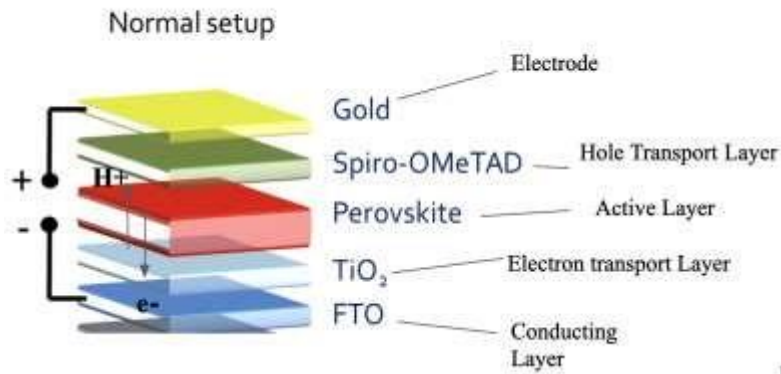 Normal setup
Electrode
Gold
Spiro-OMeTAD
Hole Transport Layer
H+
+
Perovskite
Active Layer
-
TiO₂
Electron transport Layer
e-
FTO
Conducting
Layer